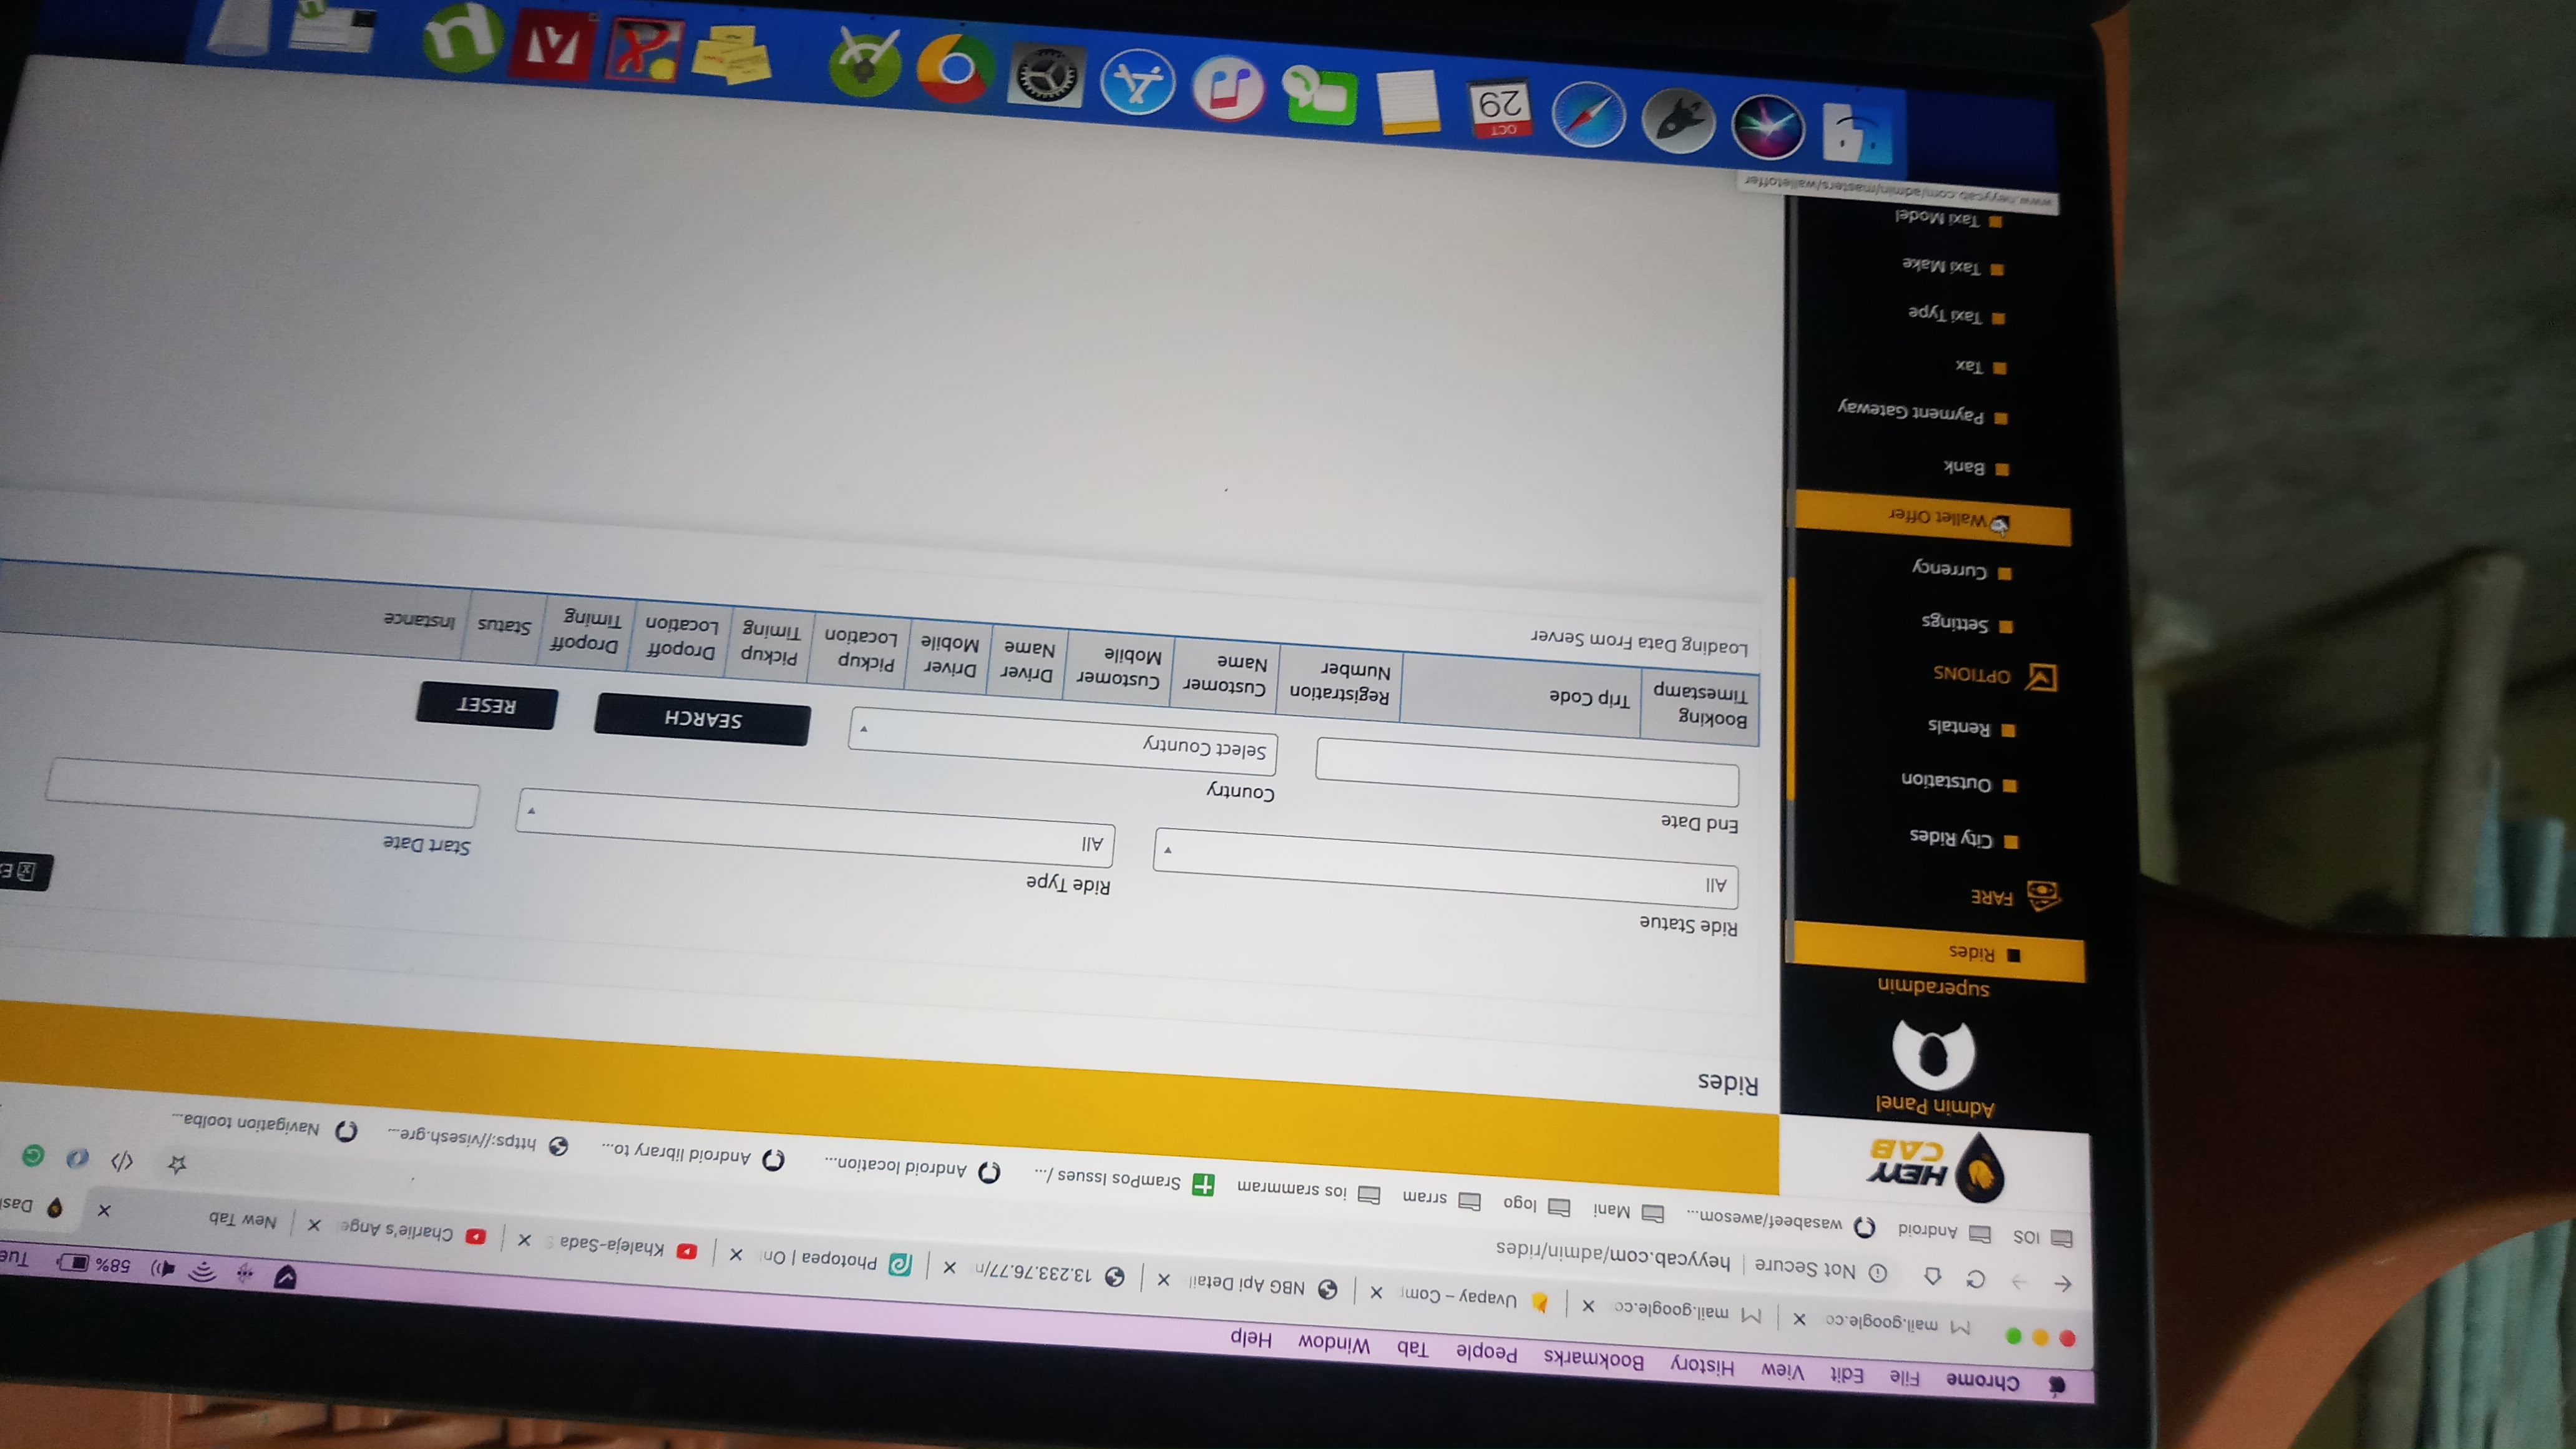 Chrome File Edit View History Bookmarks People Tab Window Help 58% Tue
mail.google.co mail.google.co Uvapay – Com NBG Api Detail 13.233.76.77/ Photopea | On Khaleja-Sada Charlie's Ange New Tab Das
Not Secure | heyycab.com/admin/rides
IOS Android wasabeef/awesom... Mani logo srram ios srammram SramPos Issues /... Android location... Android library to... https://visesh.gre... Navigation toolba...
HEYY
CAB
Admin Panel
superadmin
Rides
FARE
City Rides
Outstation
Rentals
OPTIONS
Settings
Currency
Wallet Offer
Bank
Payment Gateway
Tax
Taxi Type
Taxi Make
Taxi Model
Rides
Ride Statue Ride Type Start Date
All All
End Date Country
Select Country SEARCH RESET
Booking Timestamp Trip Code Registration Number Customer Name Customer Mobile Driver Name Driver Mobile Pickup Location Pickup Timing Dropoff Location Dropoff Timing Status Instance
Loading Data From Server
www.heyycab.com/admin/masters/walletoffer
OCT
29